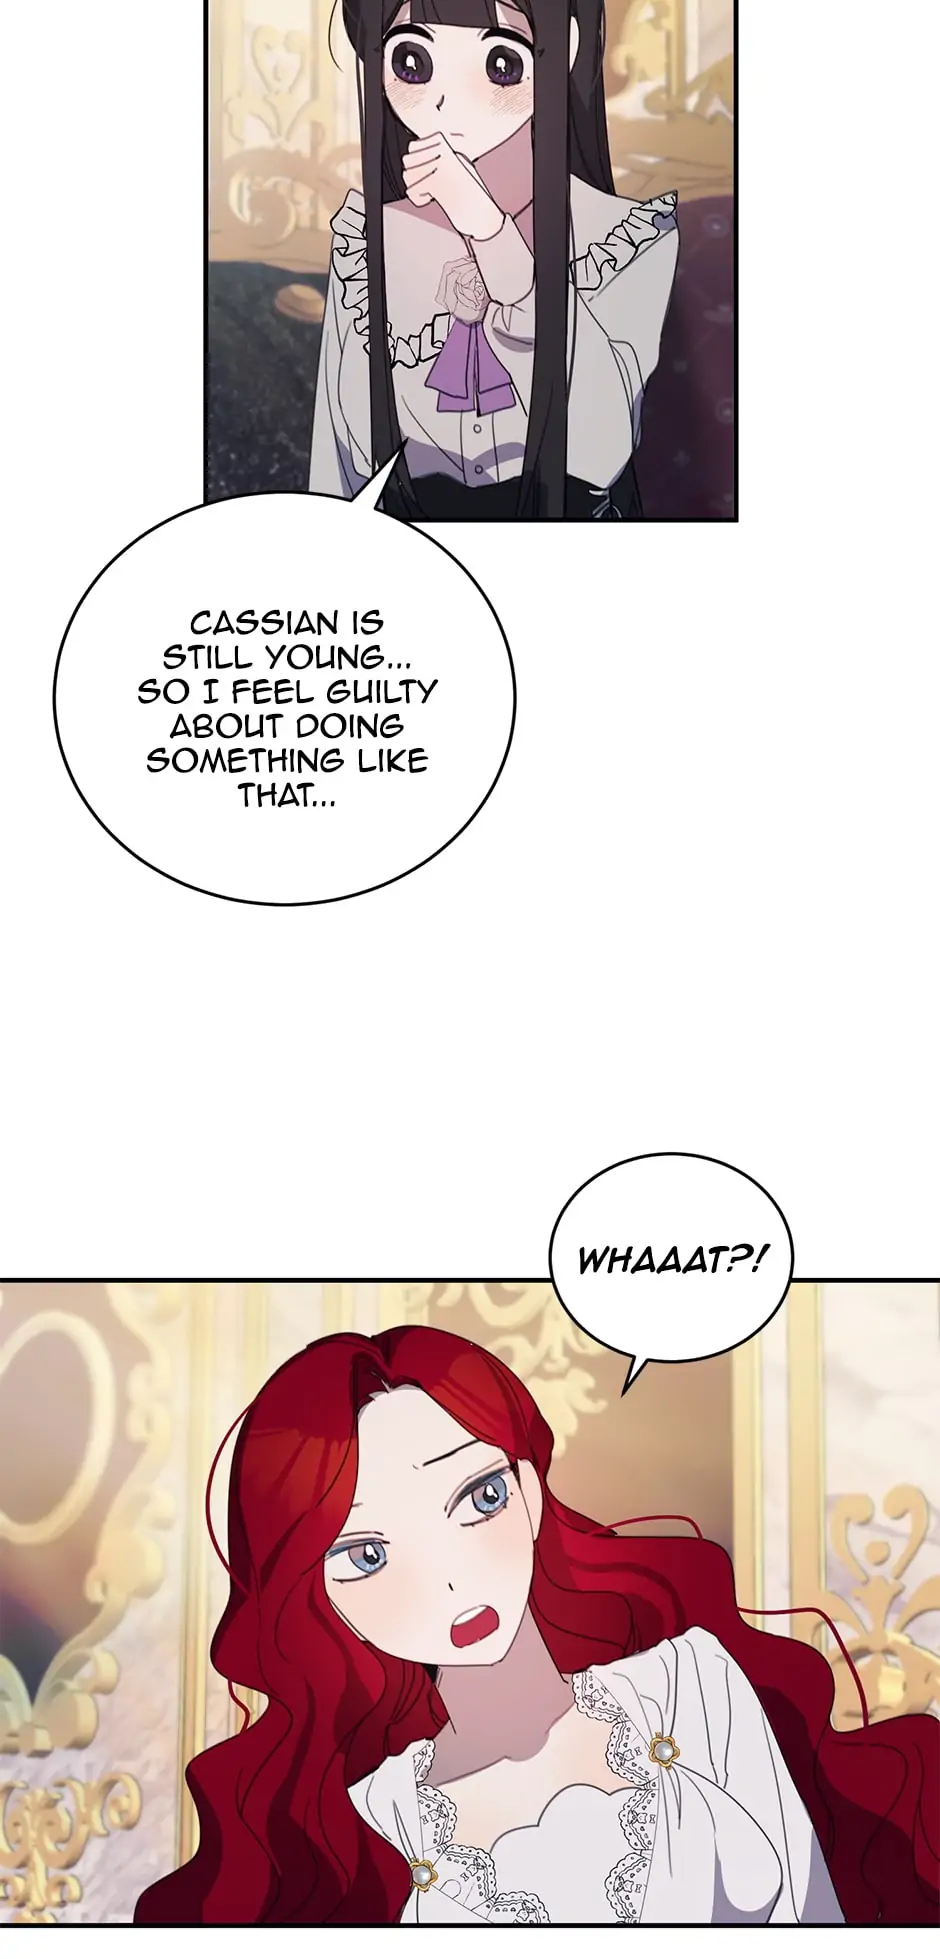 CASSIAN IS
STILL YOUNG...
SO I FEEL GUILTY
ABOUT DOING
SOMETHING LIKE
THAT...
WHAAAT?!